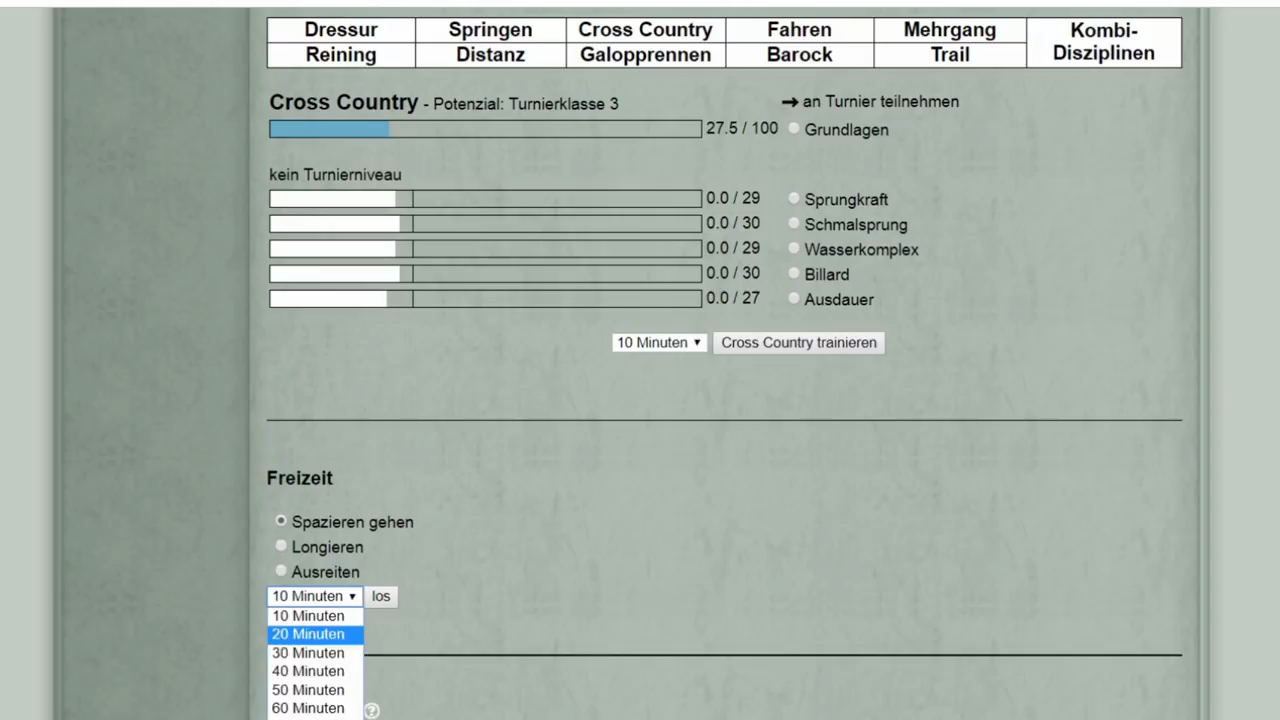 Dressur Springen Cross Country Fahren Mehrgang Kombi-
Disziplinen
Reining Distanz Galopprennen Barock Trail
Cross Country - Potenzial: Turnierklasse 3
➔ an Turnier teilnehmen
27.5 / 100 Grundlagen
kein Turnierniveau
0.0 / 29 Sprungkraft
0.0 / 30 Schmalsprung
0.0 / 29 Wasserkomplex
0.0 / 30 Billard
0.0 / 27 Ausdauer
10 Minuten ▼ Cross Country trainieren
Freizeit
Spazieren gehen
Longieren
Ausreiten
10 Minuten ▼ los
10 Minuten
20 Minuten
30 Minuten
40 Minuten
50 Minuten
60 Minuten ?